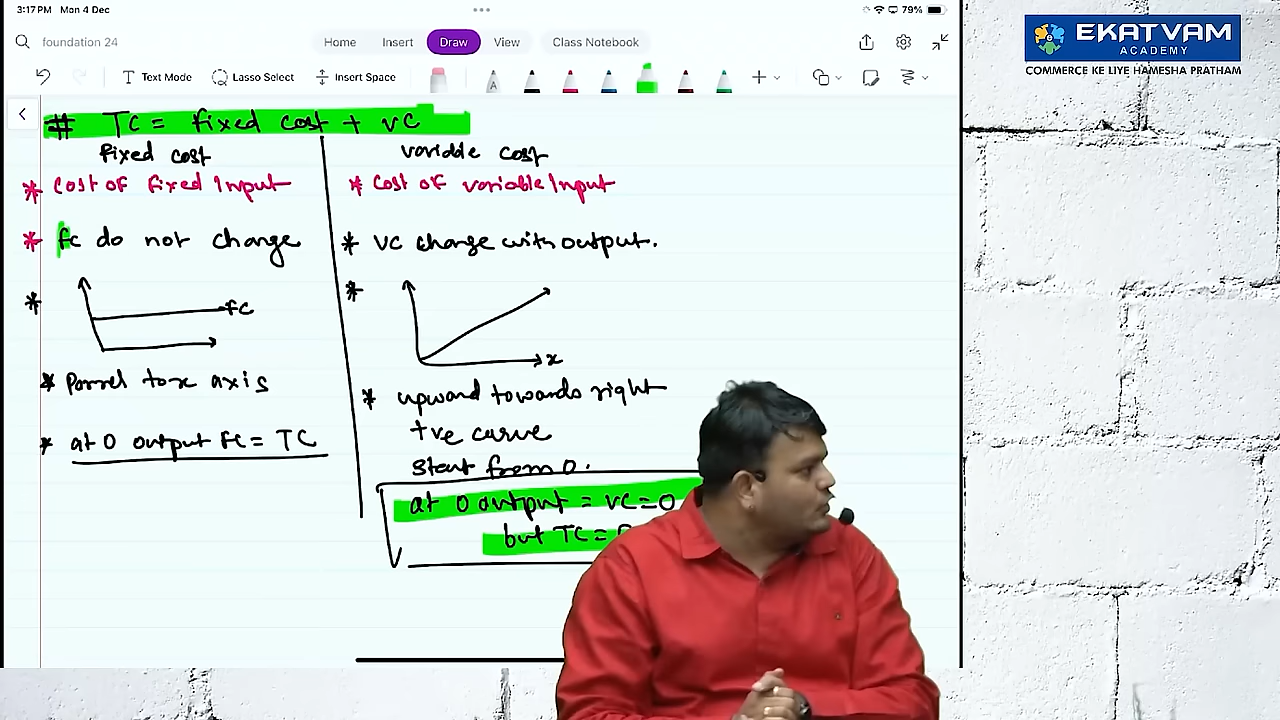 3:17 PM Mon 4 Dec
79%
foundation 24
Home Insert Draw View Class Notebook
Text Mode Lasso Select Insert Space
EKATVAM
ACADEMY
COMMERCE KE LIYE HAMESHA PRATHAM
# TC = fixed cost + VC
fixed cost
* Cost of fixed Input
* fc do not change
* fC
* Parrel to x axis
* at 0 output FC = TC
variable cost
* Cost of variable Input
* VC change with output.
* x
* upward towards right
+ve curve
start from 0.
at 0 output = VC = 0
but TC =